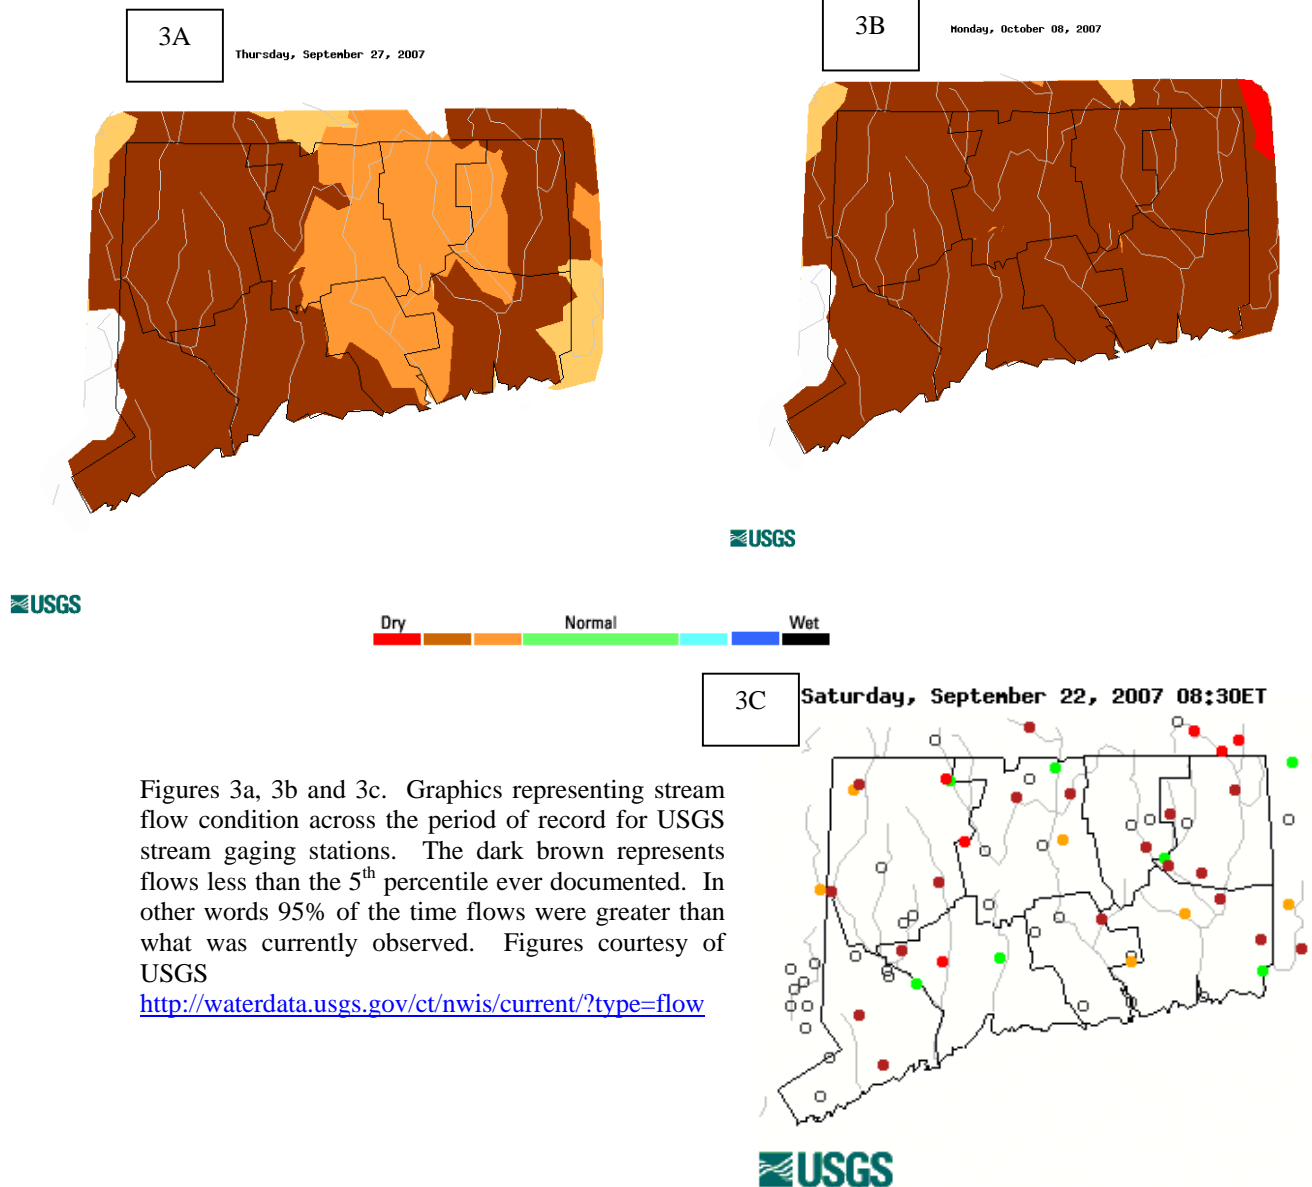 3A
Thursday, September 27, 2007
3B
Monday, October 08, 2007
USGS
USGS
Dry Normal Wet
3C
Saturday, September 22, 2007 08:30ET
Figures 3a, 3b and 3c. Graphics representing stream
flow condition across the period of record for USGS
stream gaging stations. The dark brown represents
flows less than the 5th percentile ever documented. In
other words 95% of the time flows were greater than
what was currently observed. Figures courtesy of
USGS
http://waterdata.usgs.gov/ct/nwis/current/?type=flow
USGS